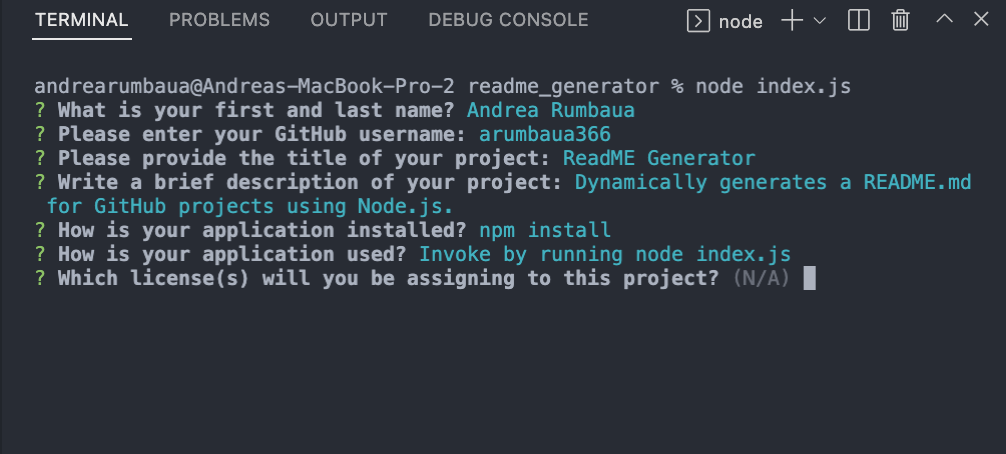 TERMINAL PROBLEMS OUTPUT DEBUG CONSOLE node
andrearumbaua@Andreas-MacBook-Pro-2 readme_generator % node index.js
? What is your first and last name? Andrea Rumbaua
? Please enter your GitHub username: arumbaua366
? Please provide the title of your project: ReadME Generator
? Write a brief description of your project: Dynamically generates a README.md
for GitHub projects using Node.js.
? How is your application installed? npm install
? How is your application used? Invoke by running node index.js
? Which license(s) will you be assigning to this project? (N/A)